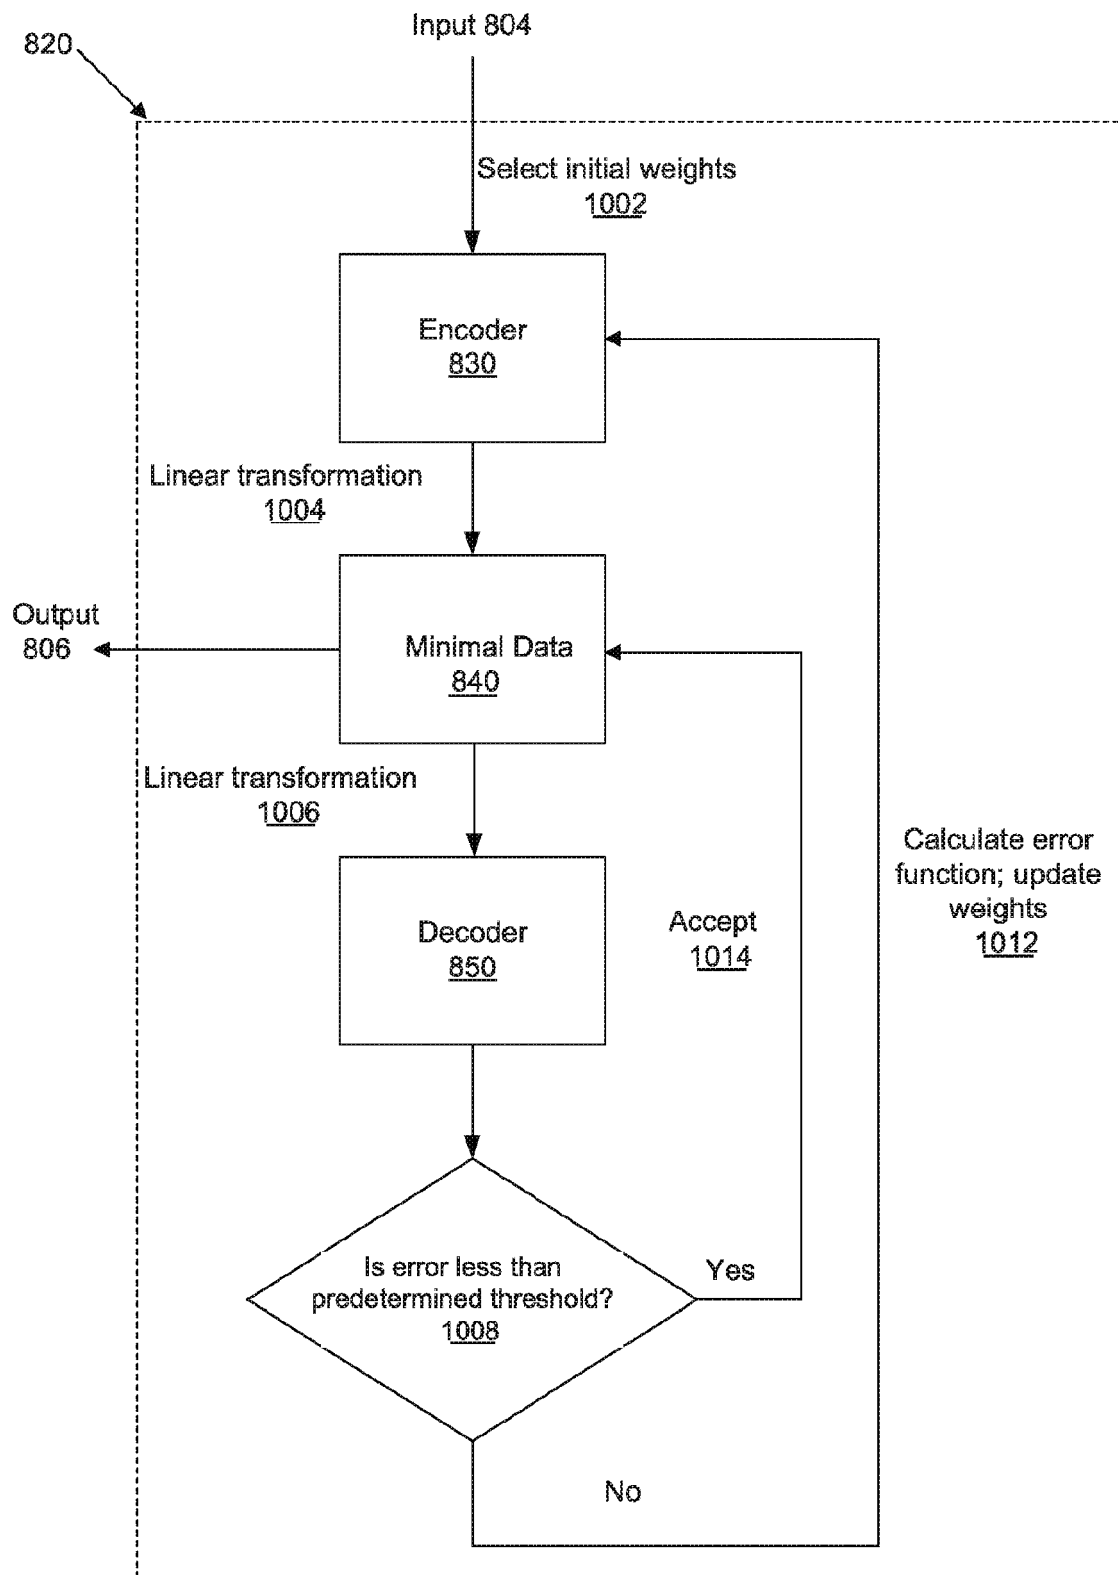 Input 804
820
Select initial weights
1002
Encoder
830
Linear transformation
1004
Output
806
Minimal Data
840
Linear transformation
1006
Decoder
850
Accept
1014
Calculate error
function; update
weights
1012
Is error less than
predetermined threshold?
1008
Yes
No